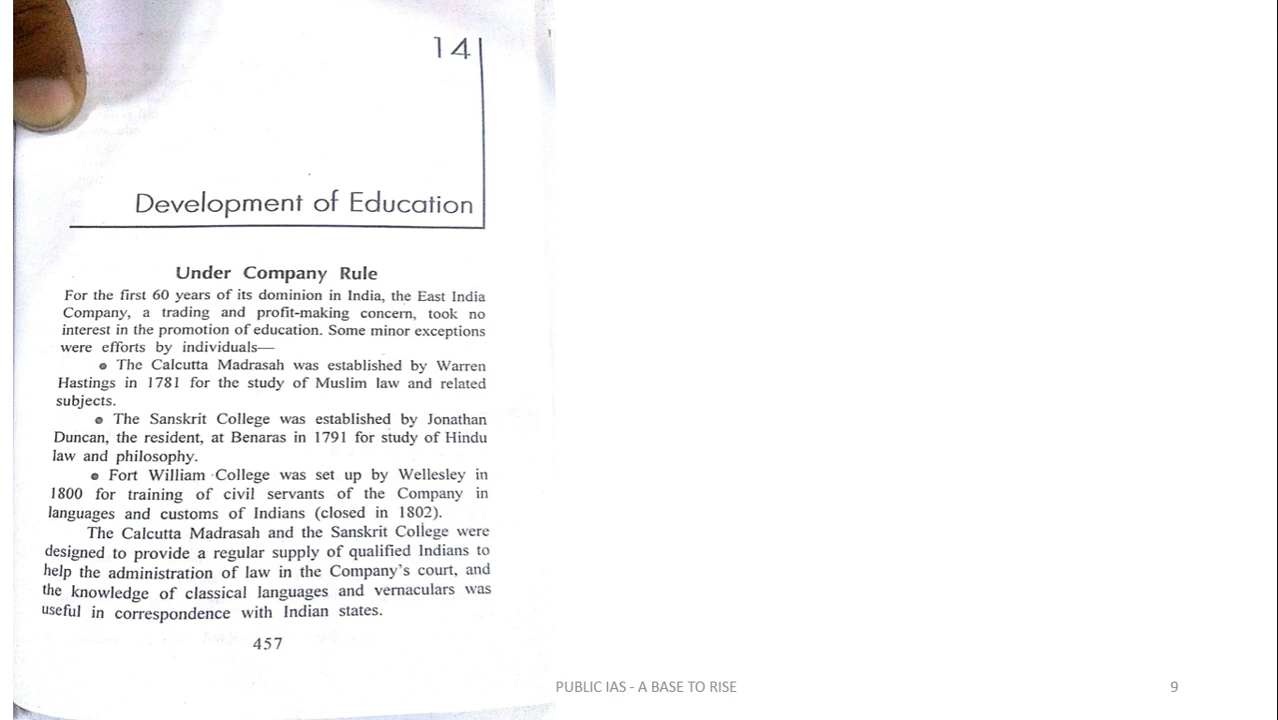 14
Development of Education
Under Company Rule
For the first 60 years of its dominion in India, the East India
Company, a trading and profit-making concern, took no
interest in the promotion of education. Some minor exceptions
were efforts by individuals—
● The Calcutta Madrasah was established by Warren
Hastings in 1781 for the study of Muslim law and related
subjects.
● The Sanskrit College was established by Jonathan
Duncan, the resident, at Benaras in 1791 for study of Hindu
law and philosophy.
● Fort William College was set up by Wellesley in
1800 for training of civil servants of the Company in
languages and customs of Indians (closed in 1802).
The Calcutta Madrasah and the Sanskrit College were
designed to provide a regular supply of qualified Indians to
help the administration of law in the Company's court, and
the knowledge of classical languages and vernaculars was
useful in correspondence with Indian states.
457
PUBLIC IAS - A BASE TO RISE
9